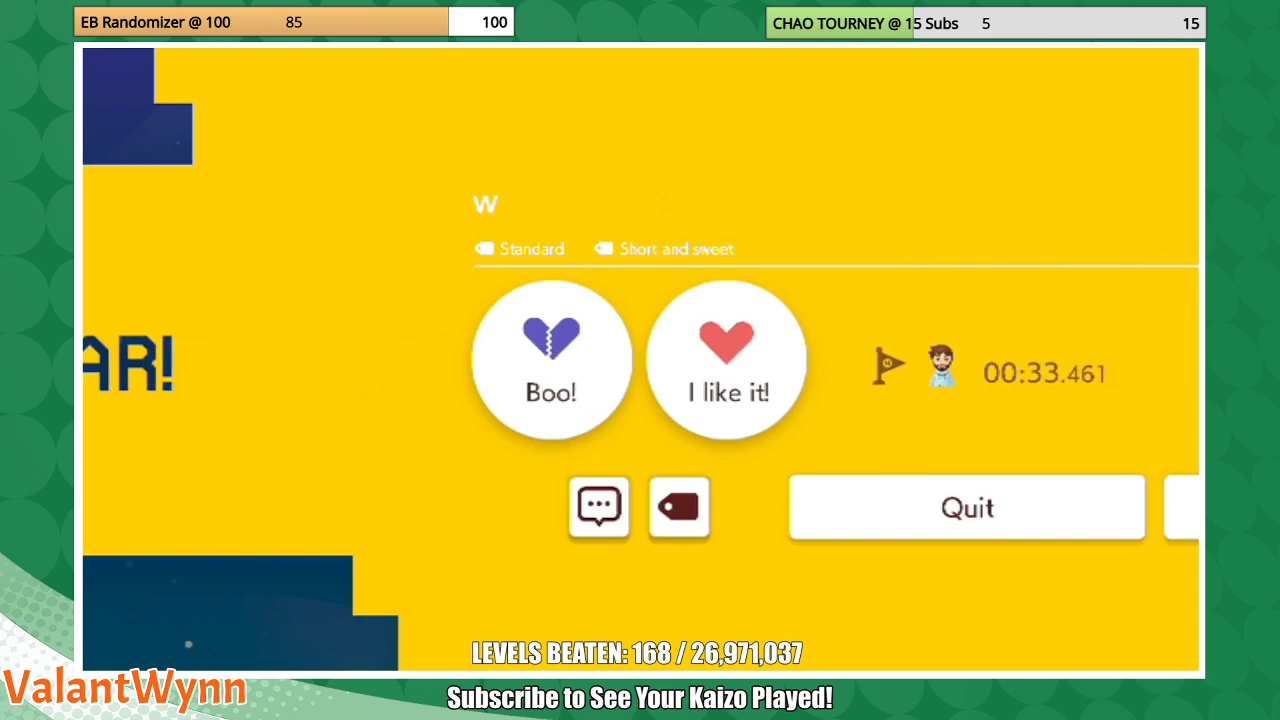 EB Randomizer @ 100 85 100
CHAO TOURNEY @ 15 Subs 5 15
W
Standard Short and sweet
AR!
Boo! I like it! 00:33.461
Quit
LEVELS BEATEN: 168 / 26,971,037
ValantWynn
Subscribe to See Your Kaizo Played!